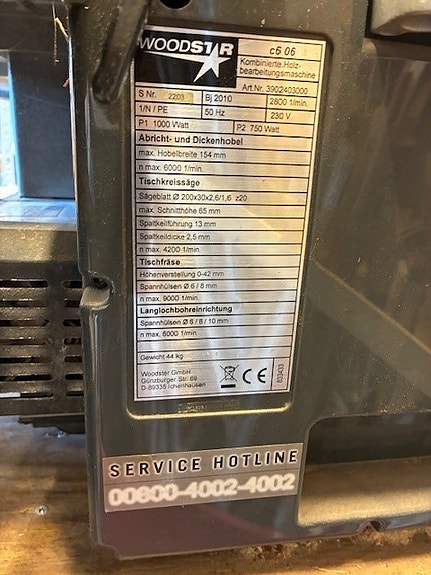 WOODSTAR
c6 06
Kombinierte.Holz-
bearbeitungsmaschine
Art.Nr. 3902403000
S Nr. 2203 Bj 2010 2800 1/min.
1/N / PE 50 Hz 230 V
P1 1000 Watt P2 750 Watt
Abricht- und Dickenhobel
max. Hobelbreite 154 mm
n max. 6000 1/min.
Tischkreissäge
Sägeblatt Ø 200x30x2,6/1,6 z20
max. Schnitthöhe 65 mm
Spaltkeilführung 13 mm
Spaltkeildicke 2,5 mm
n max. 4200 1/min.
Tischfräse
Höhenverstellung 0-42 mm
Spannhülsen Ø 6 / 8 mm
n max. 9000 1/min.
Langlochbohreinrichtung
Spannhülsen Ø 6 / 8 / 10 mm
n max. 6000 1/min.
Gewicht 44 kg
Woodster GmbH
Günzburger Str. 69
D-89335 Ichenhausen
CE
SERVICE HOTLINE
00800-4002-4002